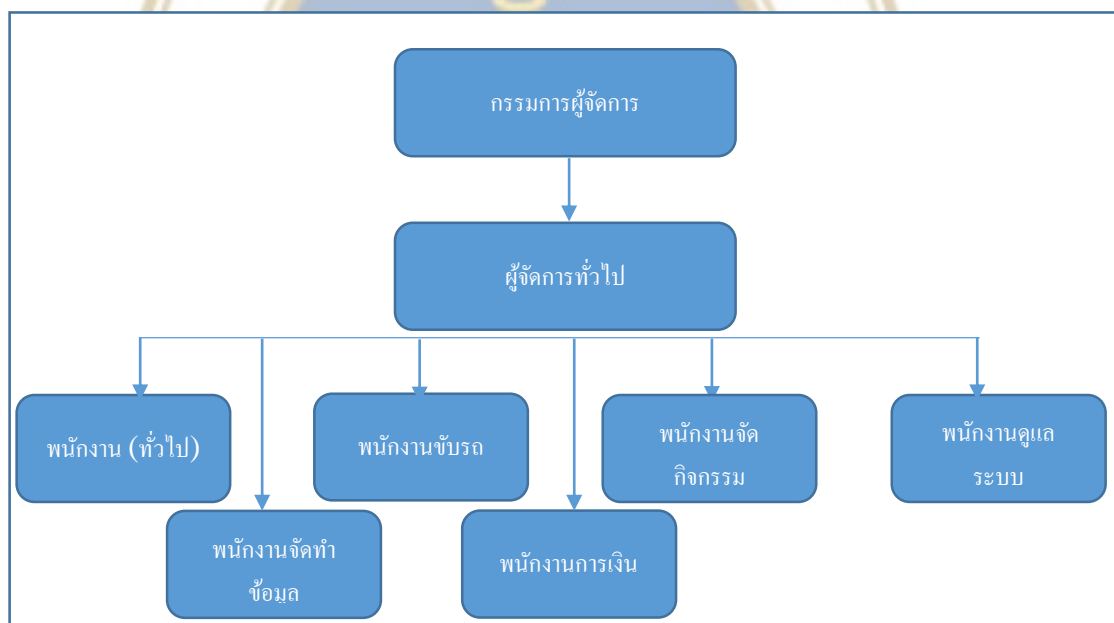 กรรมการผู้จัดการ
ผู้จัดการทั่วไป
พนักงาน (ทั่วไป)
พนักงานขับรถ
พนักงานจัด
กิจกรรม
พนักงานดูแล
ระบบ
พนักงานจัดทำ
ข้อมูล
พนักงานการเงิน